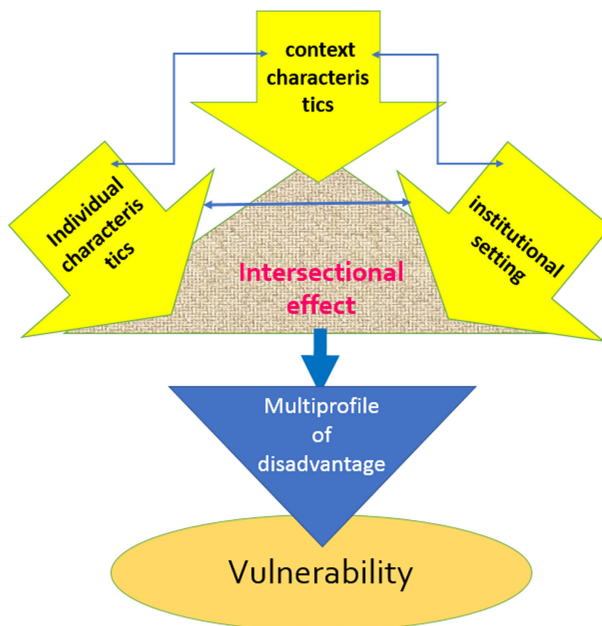 context
characteris
tics
Individual
characteris
tics
institutional
setting
Intersectional
effect
Multiprofile
of
disadvantage
Vulnerability